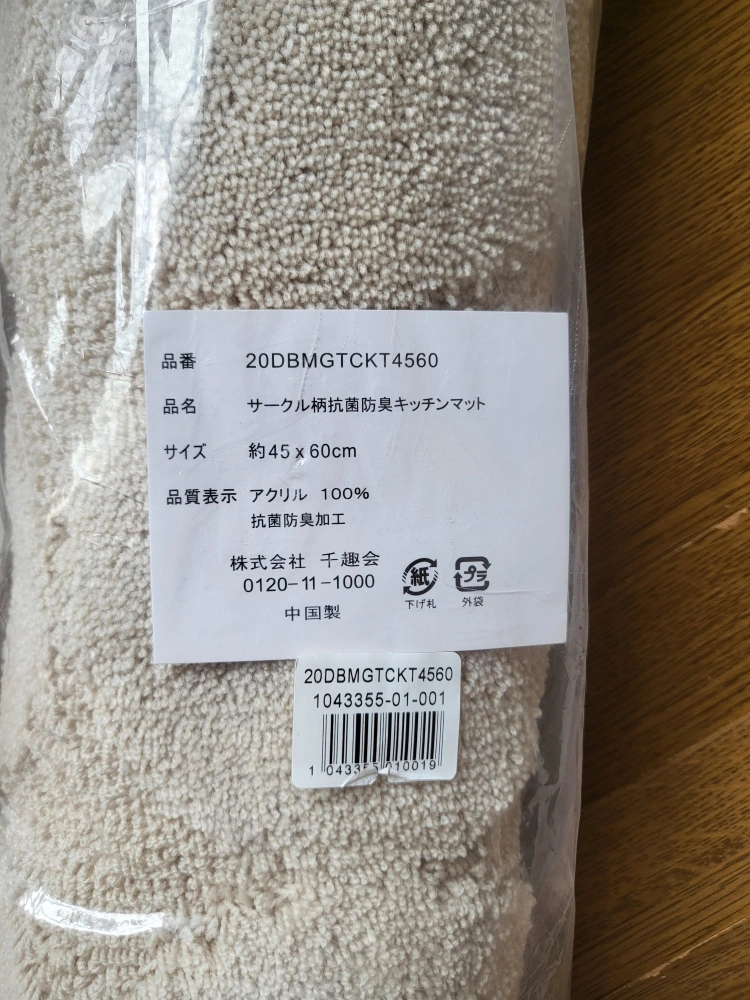 品番 20DBMGTCKT4560
品名 サークル柄抗菌防臭キッチンマット
サイズ 約45x60cm
品質表示 アクリル 100%
抗菌防臭加工
株式会社 千趣会
0120-11-1000
中国製
紙
下げ札
プラ
外袋
20DBMGTCKT4560
1043355-01-001
1 043355 010019